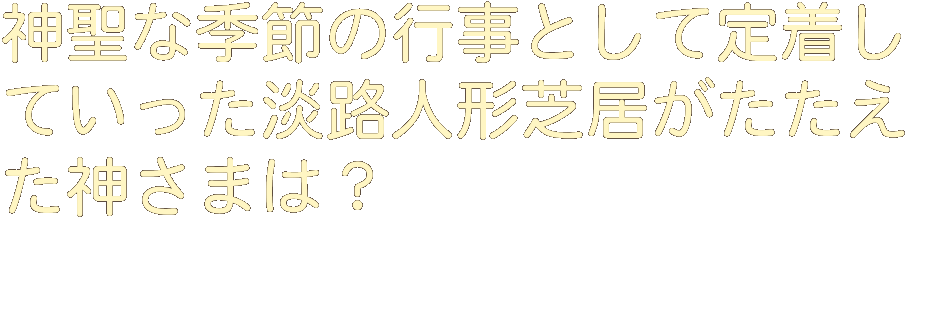 神聖な季節の行事として定着し
ていった淡路人形芝居がたたえ
た神さまは？